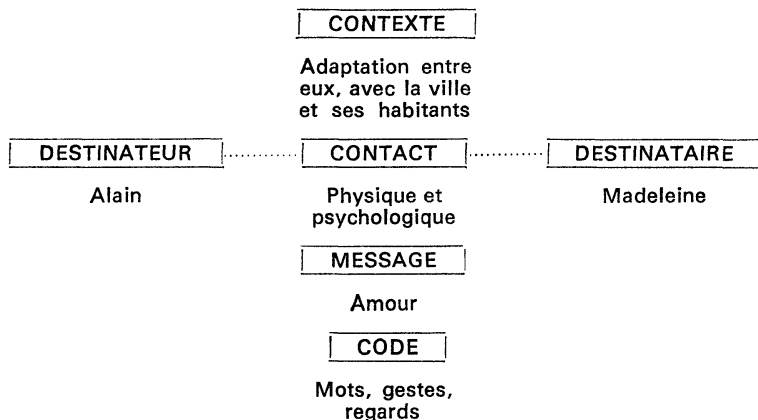 CONTEXTE
Adaptation entre
eux, avec la ville
et ses habitants
DESTINATEUR CONTACT DESTINATAIRE
Alain Physique et Madeleine
psychologique
MESSAGE
Amour
CODE
Mots, gestes,
regards